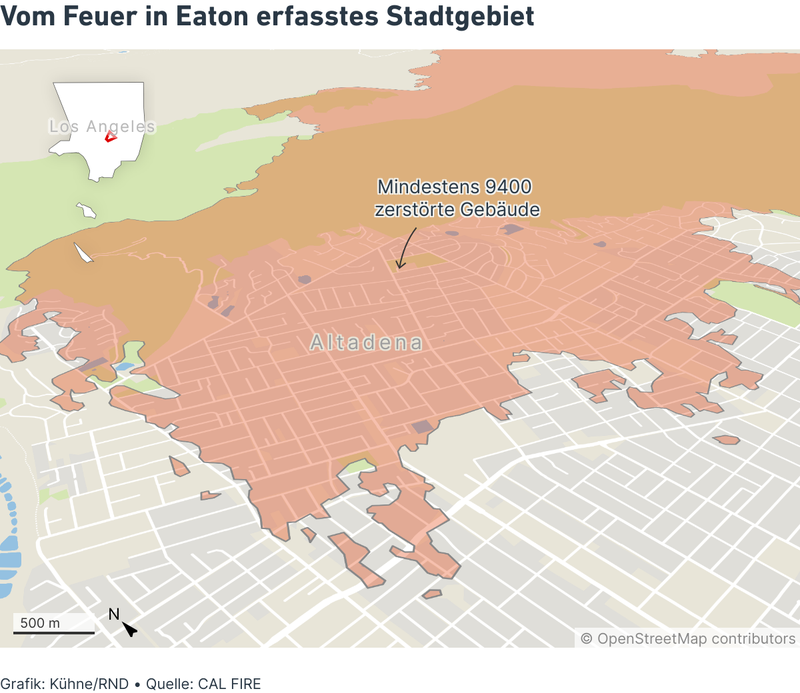 Vom Feuer in Eaton erfasstes Stadtgebiet
Los Angeles
Mindestens 9400
zerstörte Gebäude
Altadena
500 m
N
© OpenStreetMap contributors
Grafik: Kühne/RND • Quelle: CAL FIRE